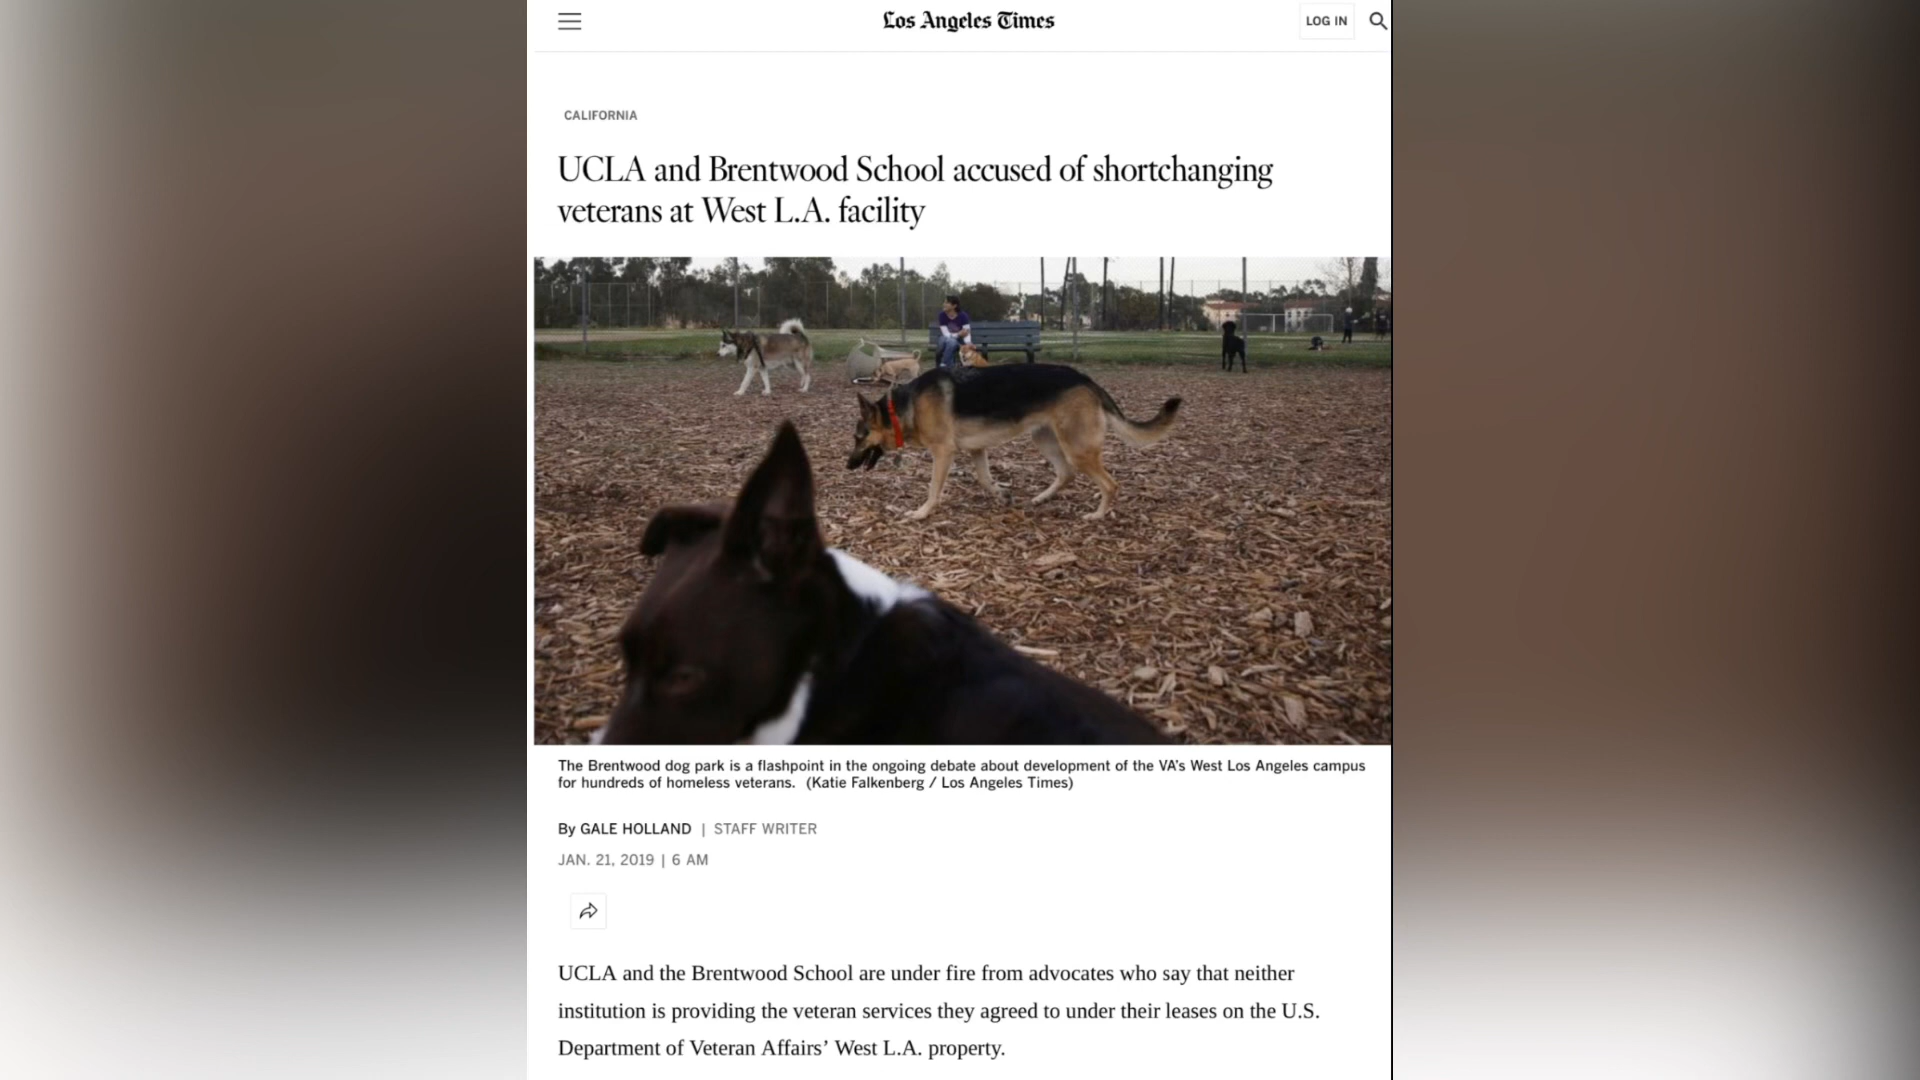 Los Angeles Times
LOG IN
CALIFORNIA
UCLA and Brentwood School accused of shortchanging
veterans at West L.A. facility
The Brentwood dog park is a flashpoint in the ongoing debate about development of the VA's West Los Angeles campus
for hundreds of homeless veterans. (Katie Falkenberg / Los Angeles Times)
By GALE HOLLAND | STAFF WRITER
JAN. 21, 2019 | 6 AM
UCLA and the Brentwood School are under fire from advocates who say that neither
institution is providing the veteran services they agreed to under their leases on the U.S.
Department of Veteran Affairs’ West L.A. property.